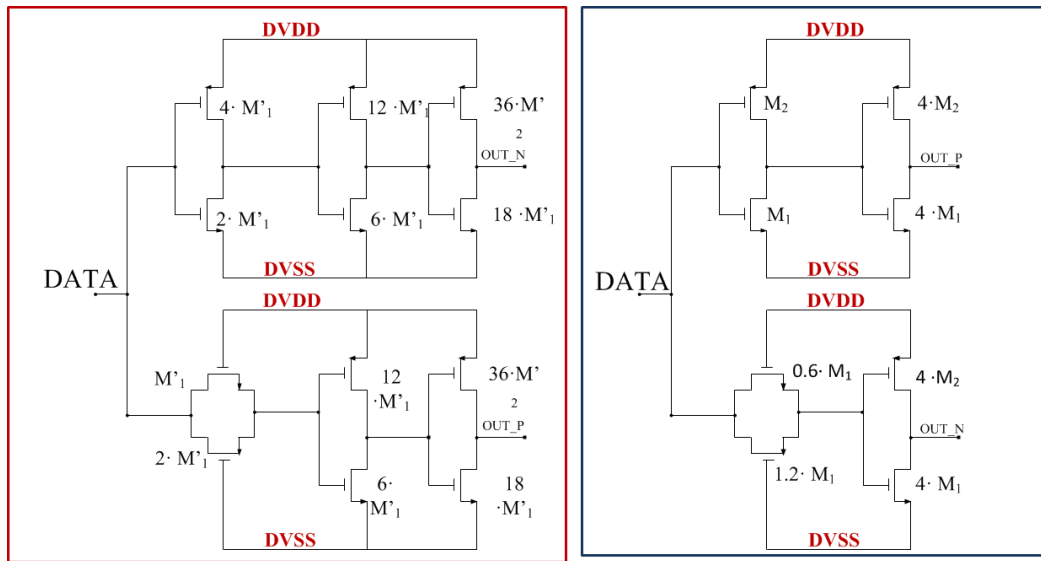 DVDD
4· M'₁
12 ·M'₁
36·M'
2
OUT_N
2· M'₁
6· M'₁
18 ·M'₁
DVSS
DATA
DVDD
M'₁
12
·M'₁
36·M'
2
OUT_P
2· M'₁
6·
M'₁
18
·M'₁
DVSS
DVDD
M₂
4·M₂
OUT_P
M₁
4 ·M₁
DVSS
DATA
DVDD
0.6· M₁
4 ·M₂
OUT_N
1.2· M₁
4· M₁
DVSS